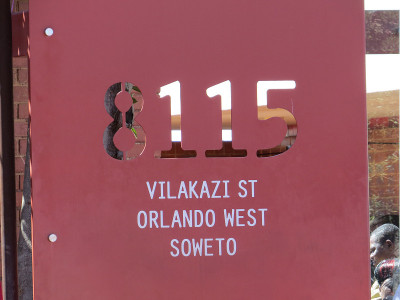 8115
VILAKAZI ST
ORLANDO WEST
SOWETO